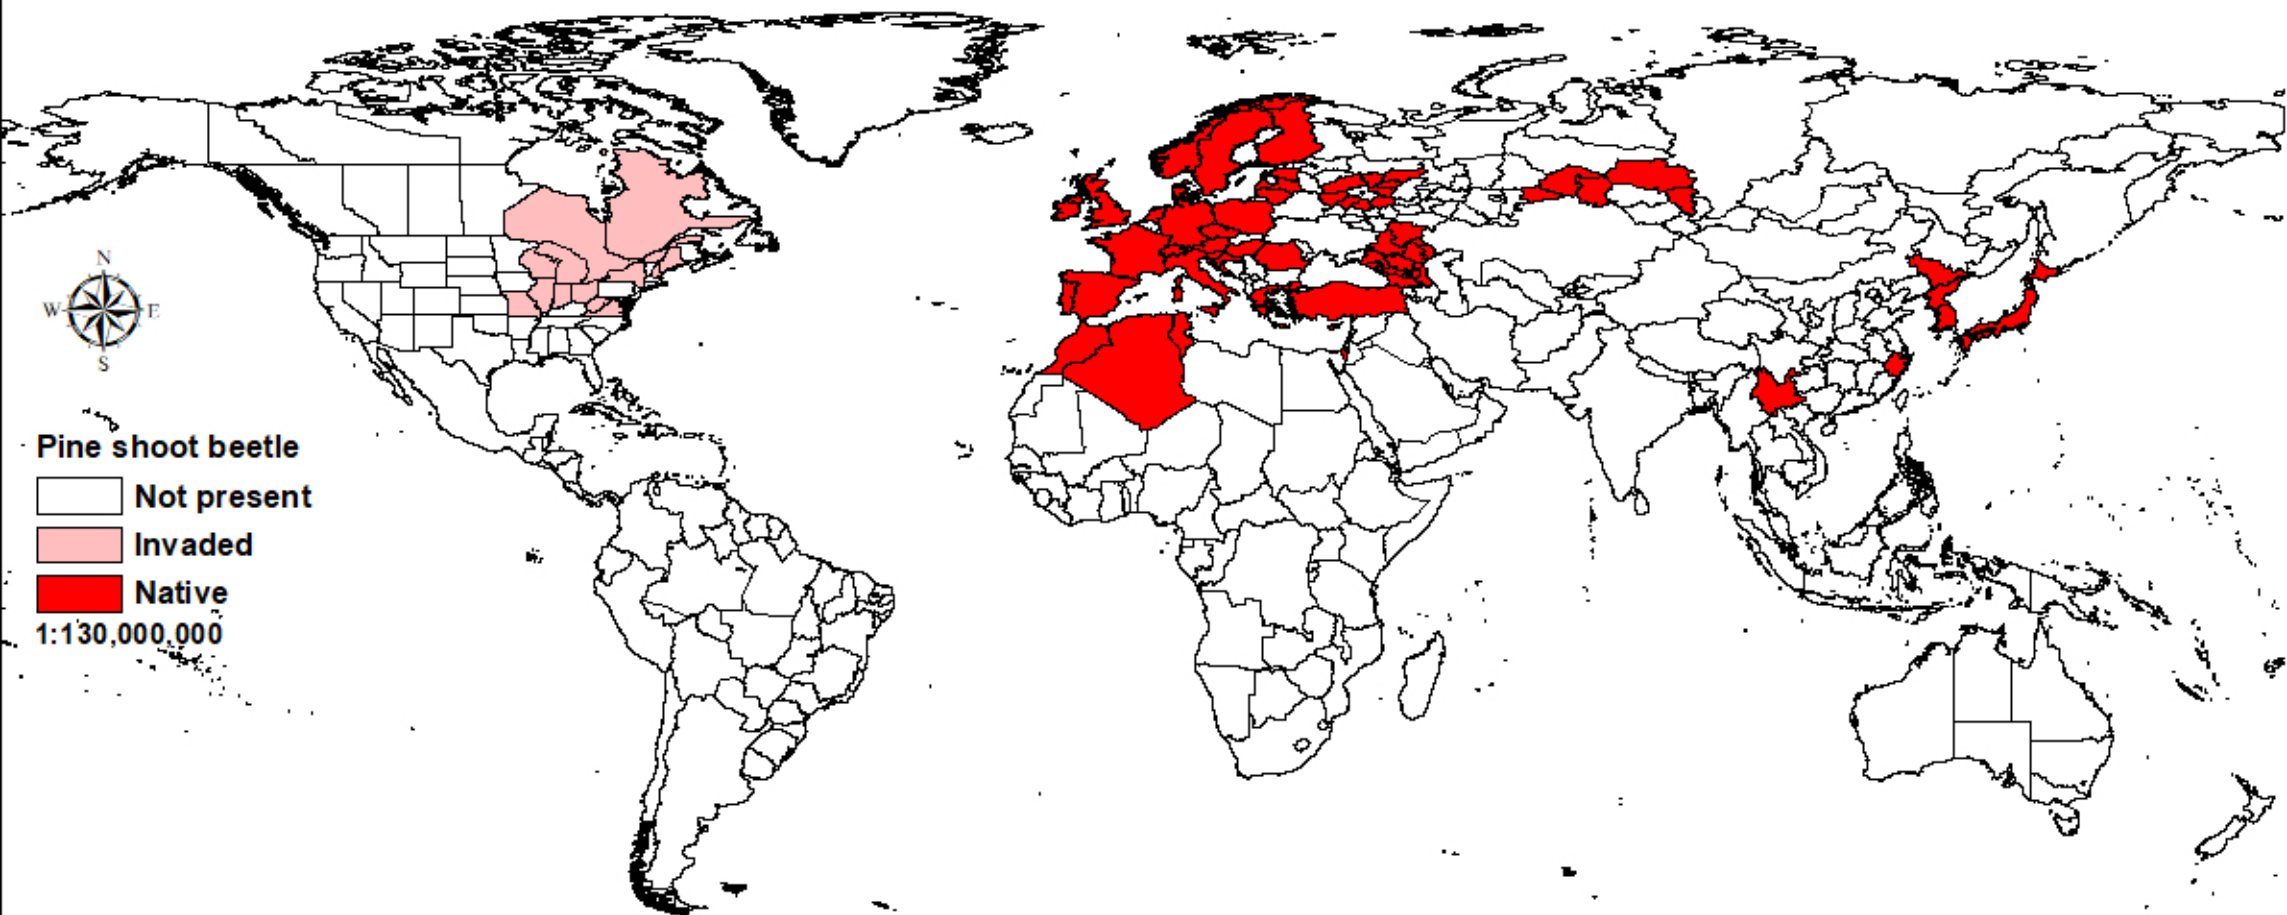 N
W E
S
Pine shoot beetle
Not present
Invaded
Native
1:130,000,000